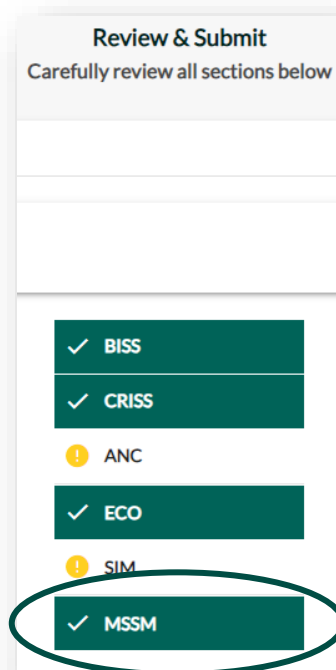 Review & Submit
Carefully review all sections below
BISS
CRISS
ANC
ECO
SIM
MSSM